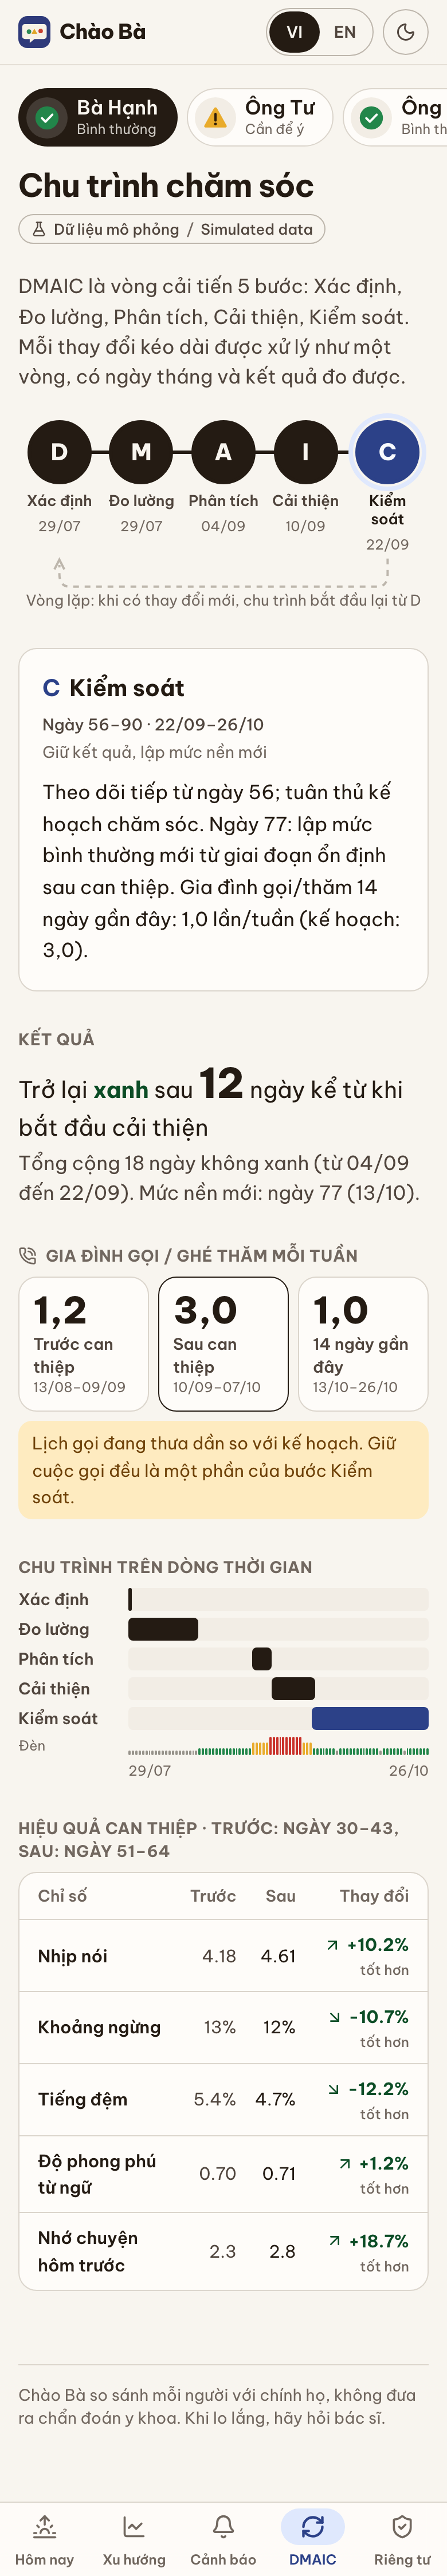 Chào Bà
VI EN
Bà Hạnh
Bình thường
Ông Tư
Cần để ý
Ông
Bình th
Chu trình chăm sóc
Dữ liệu mô phỏng / Simulated data
DMAIC là vòng cải tiến 5 bước: Xác định,
Đo lường, Phân tích, Cải thiện, Kiểm soát.
Mỗi thay đổi kéo dài được xử lý như một
vòng, có ngày tháng và kết quả đo được.
D M A I C
Xác định Đo lường Phân tích Cải thiện Kiểm soát
29/07 29/07 04/09 10/09 22/09
Vòng lặp: khi có thay đổi mới, chu trình bắt đầu lại từ D
C Kiểm soát
Ngày 56–90 · 22/09–26/10
Giữ kết quả, lập mức nền mới
Theo dõi tiếp từ ngày 56; tuân thủ kế
hoạch chăm sóc. Ngày 77: lập mức
bình thường mới từ giai đoạn ổn định
sau can thiệp. Gia đình gọi/thăm 14
ngày gần đây: 1,0 lần/tuần (kế hoạch:
3,0).
KẾT QUẢ
Trở lại xanh sau 12 ngày kể từ khi
bắt đầu cải thiện
Tổng cộng 18 ngày không xanh (từ 04/09
đến 22/09). Mức nền mới: ngày 77 (13/10).
GIA ĐÌNH GỌI / GHÉ THĂM MỖI TUẦN
1,2
Trước can
thiệp
13/08–09/09
3,0
Sau can
thiệp
10/09–07/10
1,0
14 ngày gần
đây
13/10–26/10
Lịch gọi đang thưa dần so với kế hoạch. Giữ
cuộc gọi đều là một phần của bước Kiểm
soát.
CHU TRÌNH TRÊN DÒNG THỜI GIAN
Xác định
Đo lường
Phân tích
Cải thiện
Kiểm soát
Đèn
29/07 26/10
HIỆU QUẢ CAN THIỆP · TRƯỚC: NGÀY 30–43,
SAU: NGÀY 51–64
Chỉ số Trước Sau Thay đổi
Nhịp nói 4.18 4.61 +10.2%
tốt hơn
Khoảng ngừng 13% 12% -10.7%
tốt hơn
Tiếng đệm 5.4% 4.7% -12.2%
tốt hơn
Độ phong phú
từ ngữ 0.70 0.71 +1.2%
tốt hơn
Nhớ chuyện
hôm trước 2.3 2.8 +18.7%
tốt hơn
Chào Bà so sánh mỗi người với chính họ, không đưa
ra chẩn đoán y khoa. Khi lo lắng, hãy hỏi bác sĩ.
Hôm nay Xu hướng Cảnh báo DMAIC Riêng tư